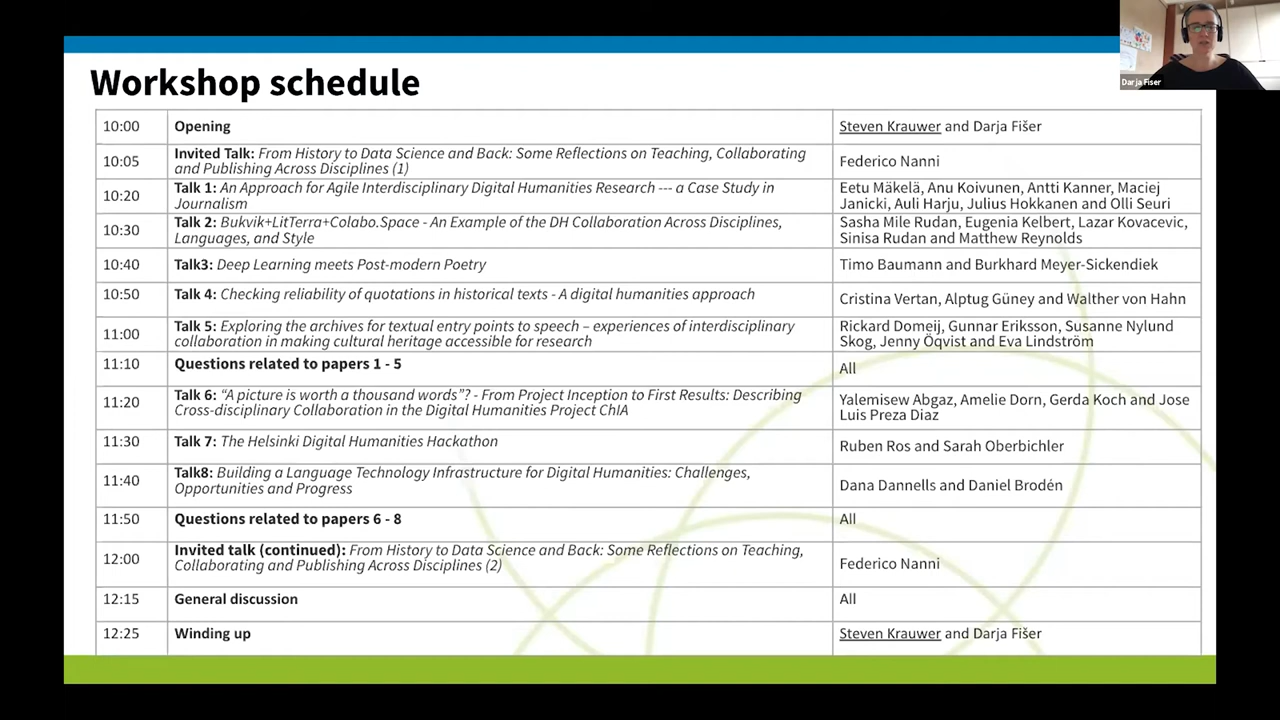 Darja Fiser
Workshop schedule
10:00 Opening Steven Krauwer and Darja Fišer
10:05 Invited Talk: From History to Data Science and Back: Some Reflections on Teaching, Collaborating
and Publishing Across Disciplines (1)
Federico Nanni
10:20 Talk 1: An Approach for Agile Interdisciplinary Digital Humanities Research --- a Case Study in
Journalism
Eetu Mäkelä, Anu Koivunen, Antti Kanner, Maciej
Janicki, Auli Harju, Julius Hokkanen and Olli Seuri
10:30 Talk 2: Bukvik+LitTerra+Colabo.Space - An Example of the DH Collaboration Across Disciplines,
Languages, and Style
Sasha Mile Rudan, Eugenia Kelbert, Lazar Kovacevic,
Sinisa Rudan and Matthew Reynolds
10:40 Talk3: Deep Learning meets Post-modern Poetry Timo Baumann and Burkhard Meyer-Sickendiek
10:50 Talk 4: Checking reliability of quotations in historical texts - A digital humanities approach Cristina Vertan, Alptug Güney and Walther von Hahn
11:00 Talk 5: Exploring the archives for textual entry points to speech – experiences of interdisciplinary
collaboration in making cultural heritage accessible for research
Rickard Domeij, Gunnar Eriksson, Susanne Nylund
Skog, Jenny Öqvist and Eva Lindström
11:10 Questions related to papers 1 - 5 All
11:20 Talk 6: “A picture is worth a thousand words”? - From Project Inception to First Results: Describing
Cross-disciplinary Collaboration in the Digital Humanities Project ChIA
Yalemisew Abgaz, Amelie Dorn, Gerda Koch and Jose
Luis Preza Diaz
11:30 Talk 7: The Helsinki Digital Humanities Hackathon Ruben Ros and Sarah Oberbichler
11:40 Talk8: Building a Language Technology Infrastructure for Digital Humanities: Challenges,
Opportunities and Progress
Dana Dannells and Daniel Brodén
11:50 Questions related to papers 6 - 8 All
12:00 Invited talk (continued): From History to Data Science and Back: Some Reflections on Teaching,
Collaborating and Publishing Across Disciplines (2)
Federico Nanni
12:15 General discussion All
12:25 Winding up Steven Krauwer and Darja Fišer